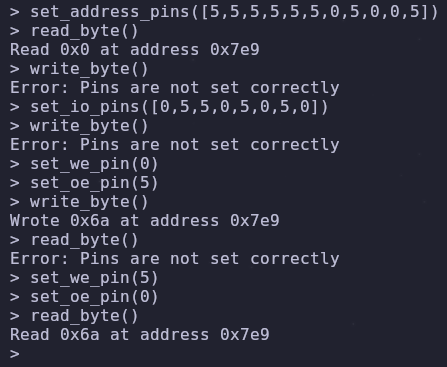 > set_address_pins([5,5,5,5,5,5,0,5,0,0,5])
> read_byte()
Read 0x0 at address 0x7e9
> write_byte()
Error: Pins are not set correctly
> set_io_pins([0,5,5,0,5,0,5,0])
> write_byte()
Error: Pins are not set correctly
> set_we_pin(0)
> set_oe_pin(5)
> write_byte()
Wrote 0x6a at address 0x7e9
> read_byte()
Error: Pins are not set correctly
> set_we_pin(5)
> set_oe_pin(0)
> read_byte()
Read 0x6a at address 0x7e9
>